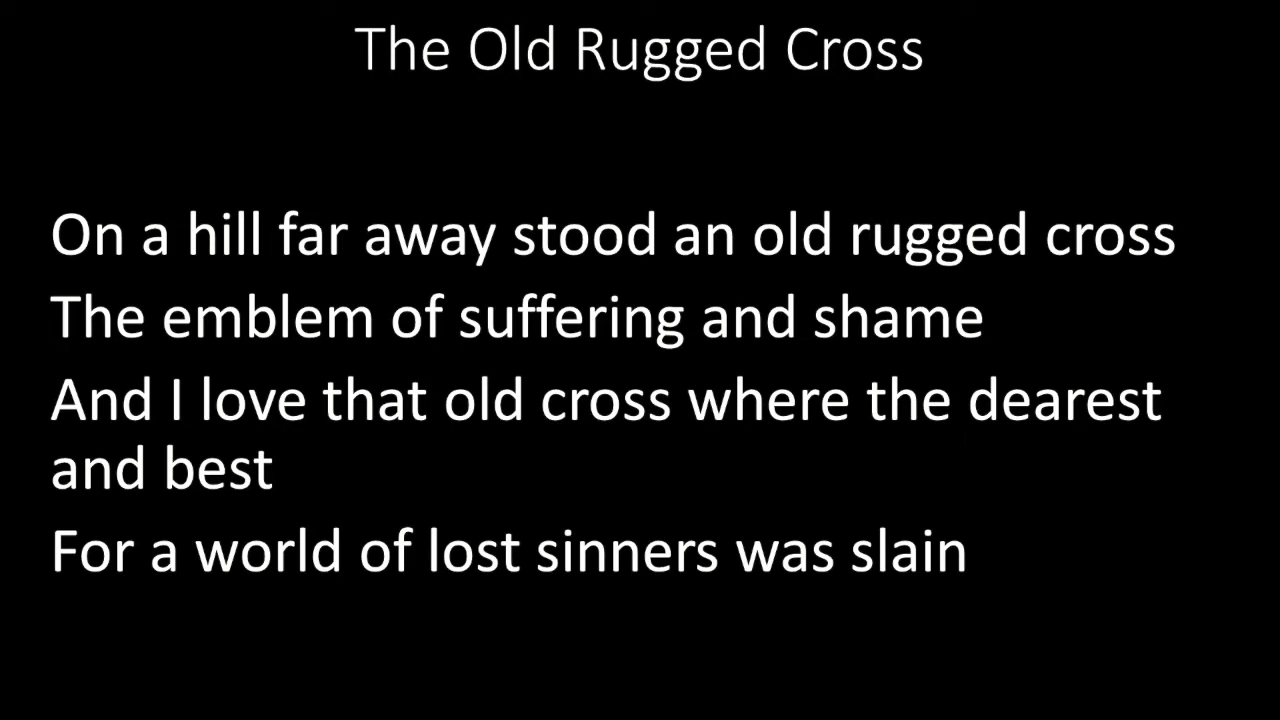 The Old Rugged Cross
On a hill far away stood an old rugged cross
The emblem of suffering and shame
And I love that old cross where the dearest
and best
For a world of lost sinners was slain